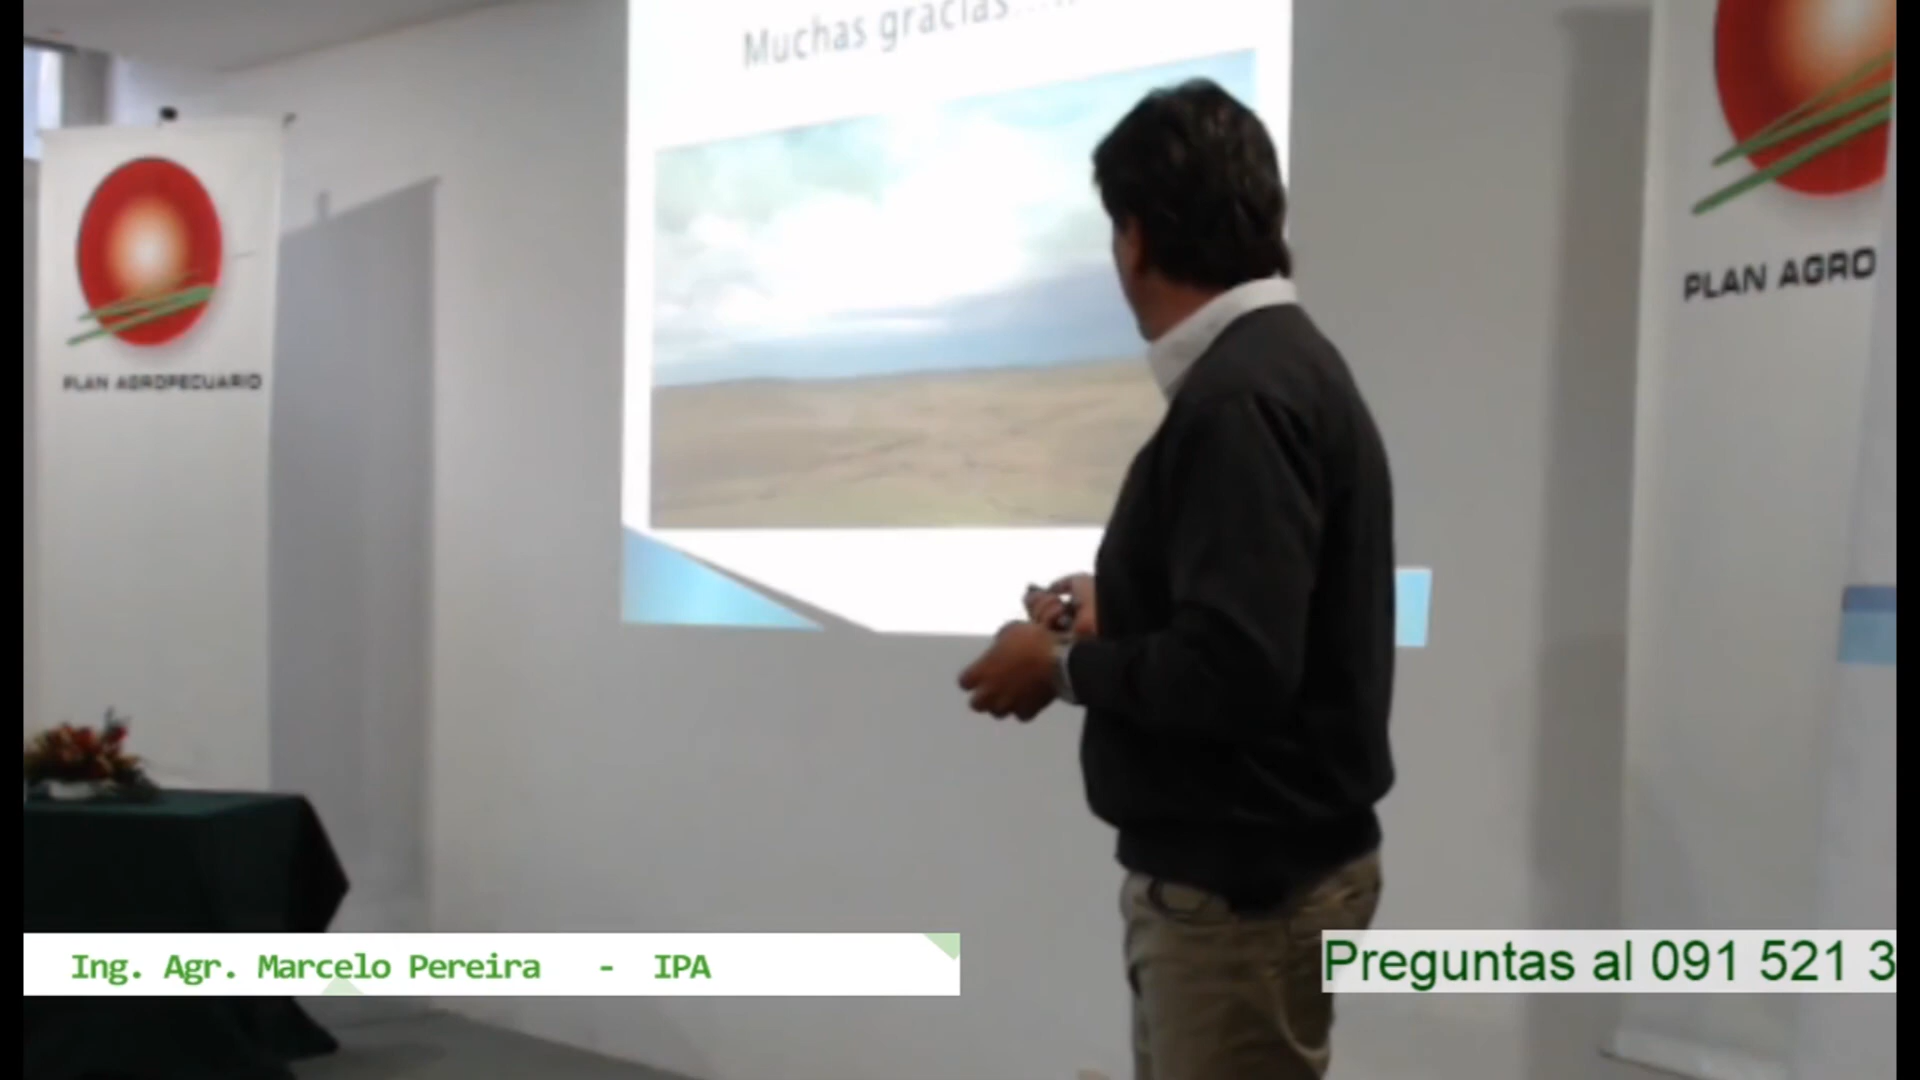 Muchas gracias.....
PLAN AGROPECUARIO
PLAN AGRO
Ing. Agr. Marcelo Pereira - IPA
Preguntas al 091 521 3